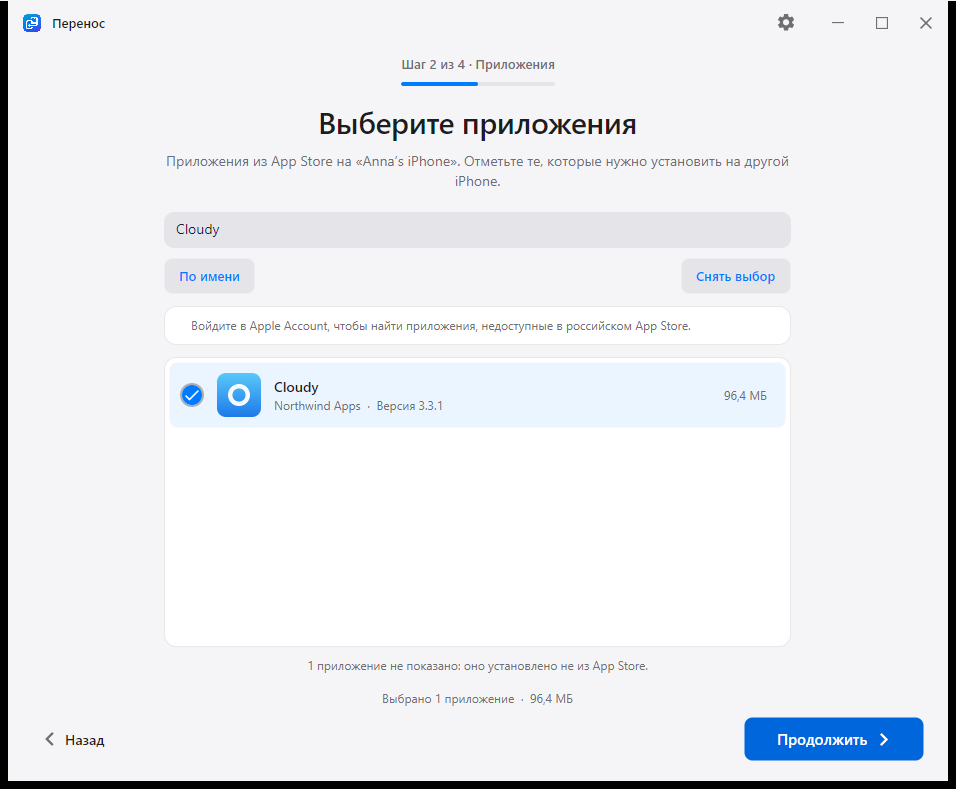 Перенос
Шаг 2 из 4 · Приложения
Выберите приложения
Приложения из App Store на «Anna’s iPhone». Отметьте те, которые нужно установить на другой
iPhone.
Cloudy
По имени
Снять выбор
Войдите в Apple Account, чтобы найти приложения, недоступные в российском App Store.
Cloudy
Northwind Apps · Версия 3.3.1
96,4 МБ
1 приложение не показано: оно установлено не из App Store.
Выбрано 1 приложение · 96,4 МБ
Назад
Продолжить